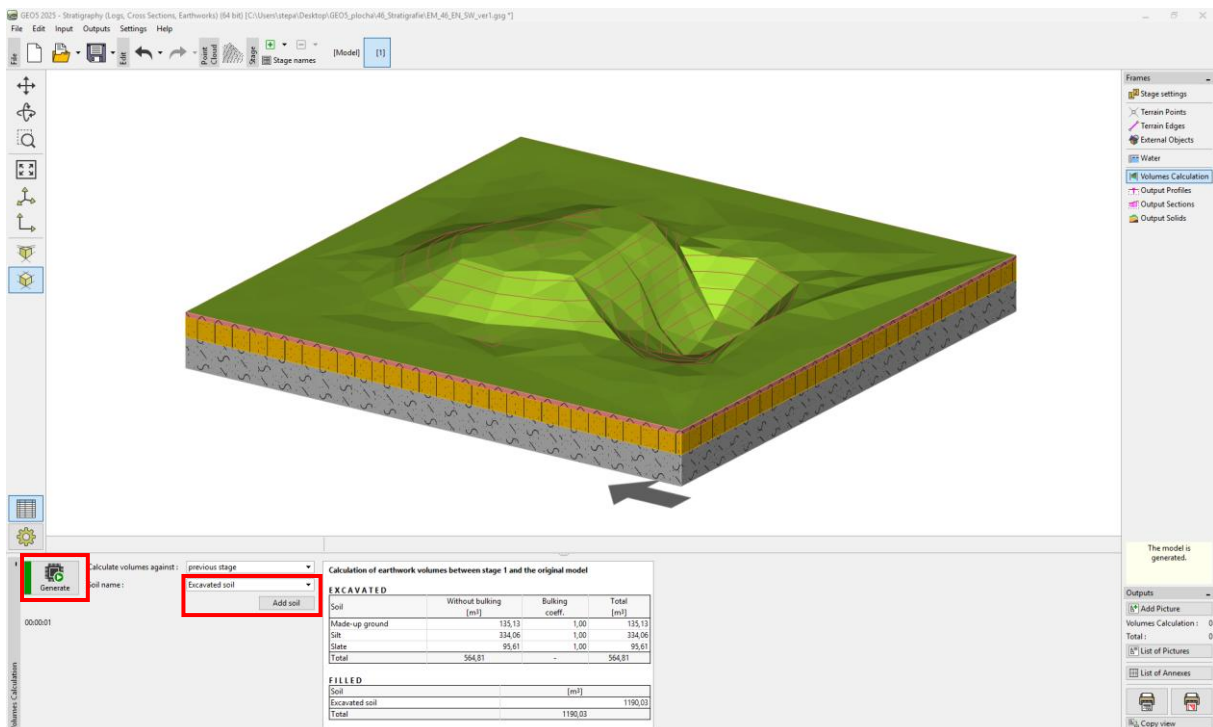 GEO5 2025 - Stratigraphy (Logs, Cross Sections, Earthworks) (64 bit) [C:\Users\stepa\Desktop\GEO5_plocha\46_Stratigrafie\EM_46_EN_SW_ver1.gsg *]
File Edit Input Outputs Settings Help
File
Edit
Point Cloud
Stage
Stage names
[Model] [1]
Frames
Stage settings
Terrain Points
Terrain Edges
External Objects
Water
Volumes Calculation
Output Profiles
Output Sections
Output Solids
The model is
generated.
Generate
Calculate volumes against : previous stage
Soil name : Excavated soil
Add soil
00:00:01
Volumes Calculation
Calculation of earthwork volumes between stage 1 and the original model
EXCAVATED
Soil Without bulking [m³] Bulking coeff. Total [m³]
Made-up ground 135,13 1,00 135,13
Silt 334,06 1,00 334,06
Slate 95,61 1,00 95,61
Total 564,81 - 564,81
FILLED
Soil [m³]
Excavated soil 1190,03
Total 1190,03
Outputs
Add Picture
Volumes Calculation : 0
Total : 0
List of Pictures
List of Annexes
Copy view